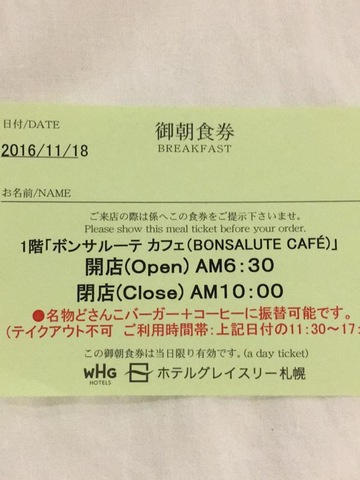 日付/DATE
御朝食券
2016/11/18
BREAKFAST
お名前/NAME
ご来店の際は係へこの食券をご提示下さいませ。
Please show this meal ticket before your order.
1階「ボンサルーテ カフェ(BONSALUTE CAFÉ)」
開店(Open) AM6:30
閉店(Close) AM10:00
●名物どさんこバーガー+コーヒーに振替可能です。
(テイクアウト不可 ご利用時間帯:上記日付の11:30～17:
この御朝食券は当日限り有効です。(a day ticket)
WHG
HOTELS
ホテルグレイスリー札幌